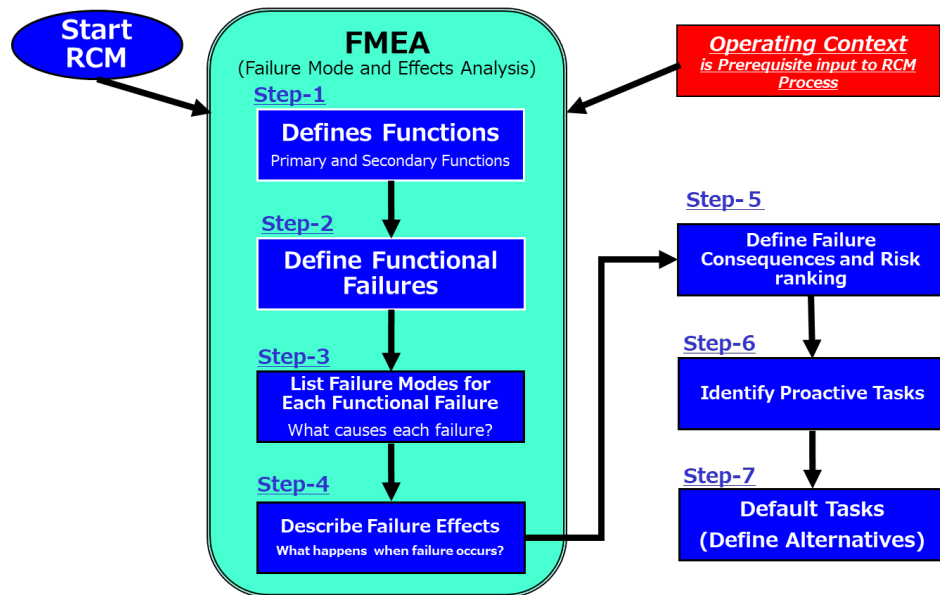 Start
RCM
FMEA
(Failure Mode and Effects Analysis)
Operating Context
is Prerequisite input to RCM
Process
Step-1
Defines Functions
Primary and Secondary Functions
Step-2
Define Functional
Failures
Step-3
List Failure Modes for
Each Functional Failure
What causes each failure?
Step-4
Describe Failure Effects
What happens when failure occurs?
Step- 5
Define Failure
Consequences and Risk
ranking
Step-6
Identify Proactive Tasks
Step-7
Default Tasks
(Define Alternatives)